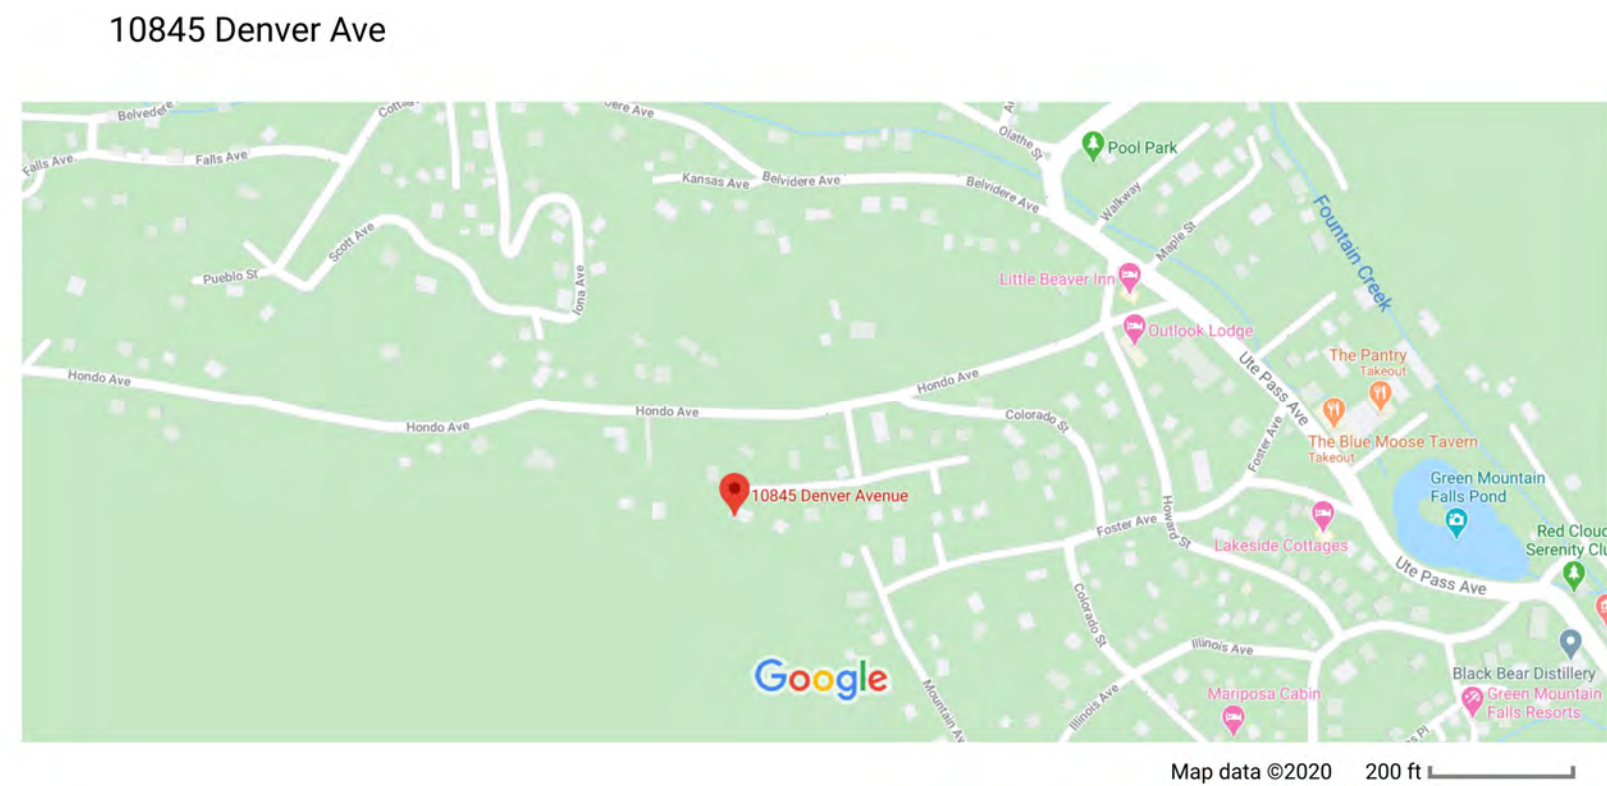 10845 Denver Ave
Belvedere
Falls Ave
Falls Ave
Scott Ave
Pueblo St
Iona Ave
Kansas Ave
Belvidere Ave
Belvidere Ave
Olathe St
Pool Park
Walkway
Maple St
Fountain Creek
Little Beaver Inn
Outlook Lodge
Hondo Ave
Hondo Ave
Hondo Ave
Hondo Ave
Colorado St
Ute Pass Ave
The Pantry
Takeout
The Blue Moose Tavern
Takeout
Foster Ave
Green Mountain
Falls Pond
10845 Denver Avenue
Howard St
Foster Ave
Lakeside Cottages
Red Cloud
Serenity Clu
Ute Pass Ave
Colorado St
Illinois Ave
Illinois Ave
Google
Mountain Av
Mariposa Cabin
Black Bear Distillery
Green Mountain
Falls Resorts
Map data ©2020 200 ft